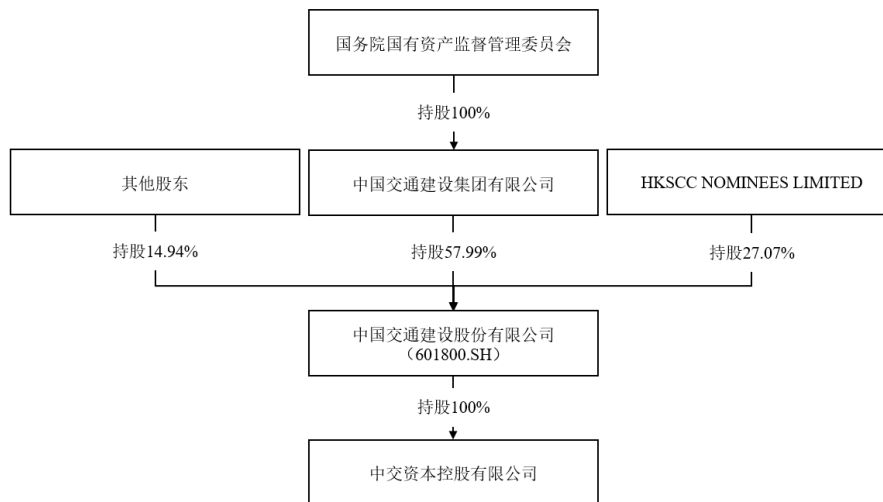 国务院国有资产监督管理委员会
持股100%
其他股东
中国交通建设集团有限公司
HKSCC NOMINEES LIMITED
持股14.94%
持股57.99%
持股27.07%
中国交通建设股份有限公司
（601800.SH）
持股100%
中交资本控股有限公司